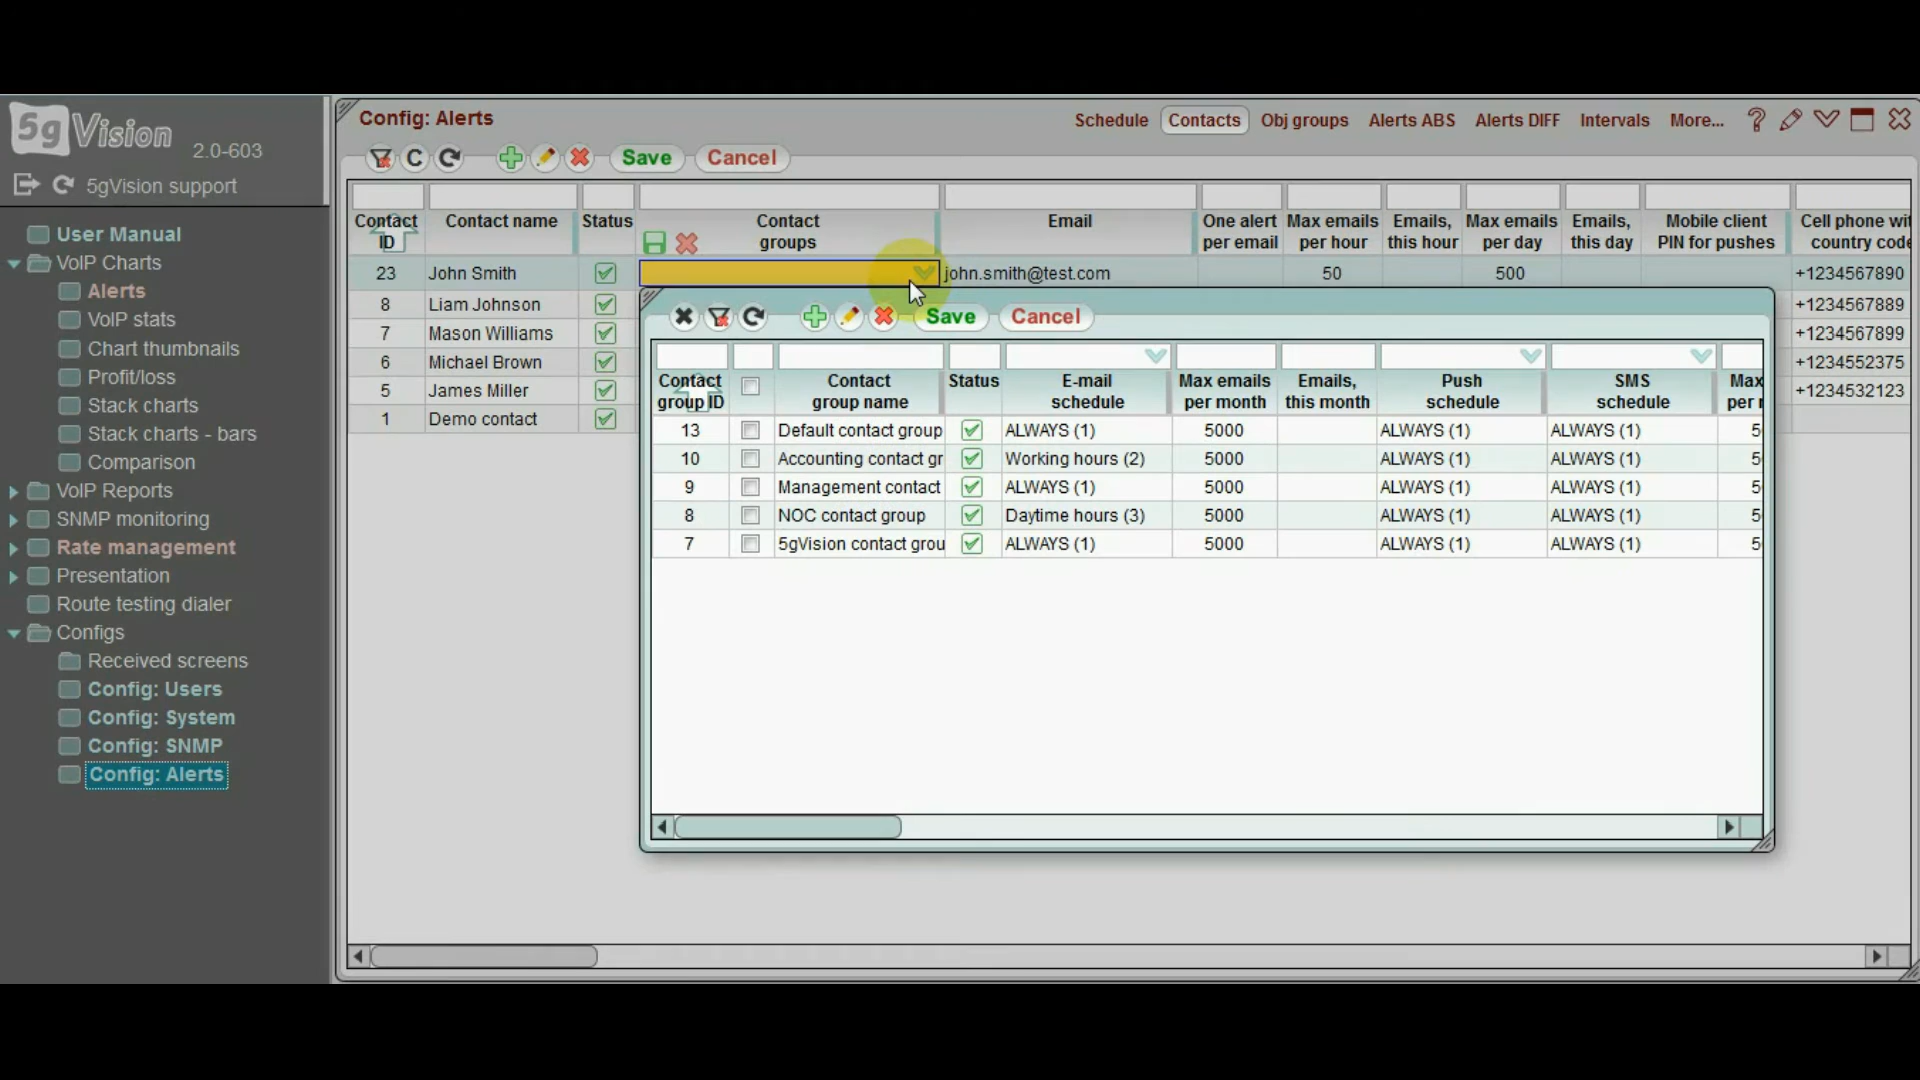 5gVision 2.0-603
5gVision support
User Manual
VoIP Charts
Alerts
VoIP stats
Chart thumbnails
Profit/loss
Stack charts
Stack charts - bars
Comparison
VoIP Reports
SNMP monitoring
Rate management
Presentation
Route testing dialer
Configs
Received screens
Config: Users
Config: System
Config: SNMP
Config: Alerts
Config: Alerts
Schedule Contacts Obj groups Alerts ABS Alerts DIFF Intervals More... ?
C Save Cancel
Contact Contact name Status Contact Email One alert Max emails Emails, Max emails Emails, Mobile client Cell phone wit
ID groups per email per hour this hour per day this day PIN for pushes country code
23 John Smith john.smith@test.com 50 500 +1234567890
8 Liam Johnson +1234567889
7 Mason Williams +1234567899
6 Michael Brown +1234552375
5 James Miller +1234532123
1 Demo contact
Save Cancel
Contact Contact Status E-mail Max emails Emails, Push SMS Max
group ID group name schedule per month this month schedule schedule per r
13 Default contact group ALWAYS (1) 5000 ALWAYS (1) ALWAYS (1) 5
10 Accounting contact gr Working hours (2) 5000 ALWAYS (1) ALWAYS (1) 5
9 Management contact ALWAYS (1) 5000 ALWAYS (1) ALWAYS (1) 5
8 NOC contact group Daytime hours (3) 5000 ALWAYS (1) ALWAYS (1) 5
7 5gVision contact grou ALWAYS (1) 5000 ALWAYS (1) ALWAYS (1) 5